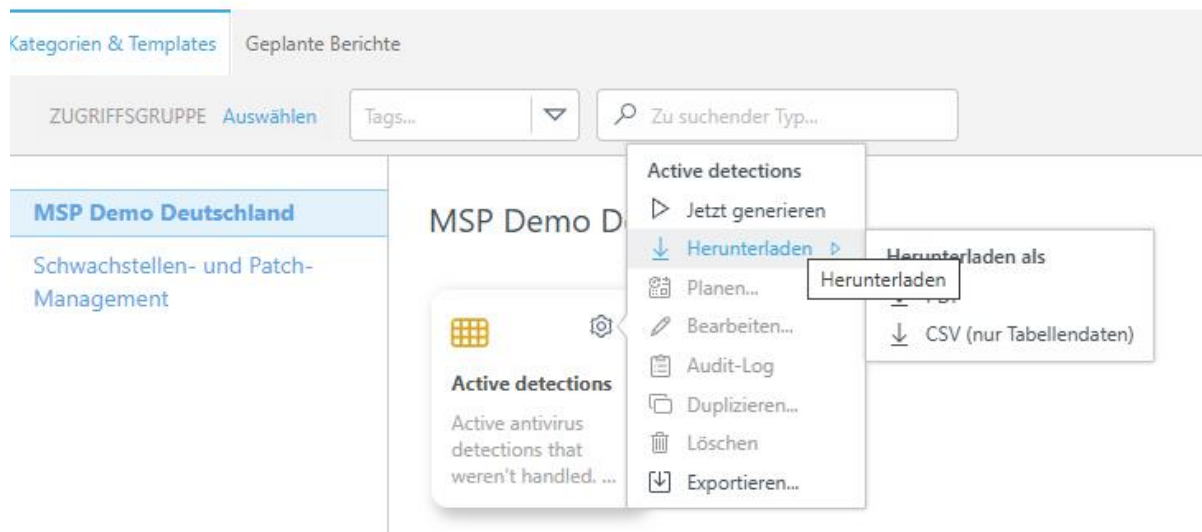 Kategorien & Templates
Geplante Berichte
ZUGRIFFSGRUPPE Auswählen
Tags...
Zu suchender Typ...
MSP Demo Deutschland
Schwachstellen- und Patch-
Management
MSP Demo D
Active detections
Active antivirus
detections that
weren't handled. ...
Active detections
Jetzt generieren
Herunterladen
Planen...
Bearbeiten...
Audit-Log
Duplizieren...
Löschen
Exportieren...
Herunterladen als
Herunterladen
CSV (nur Tabellendaten)